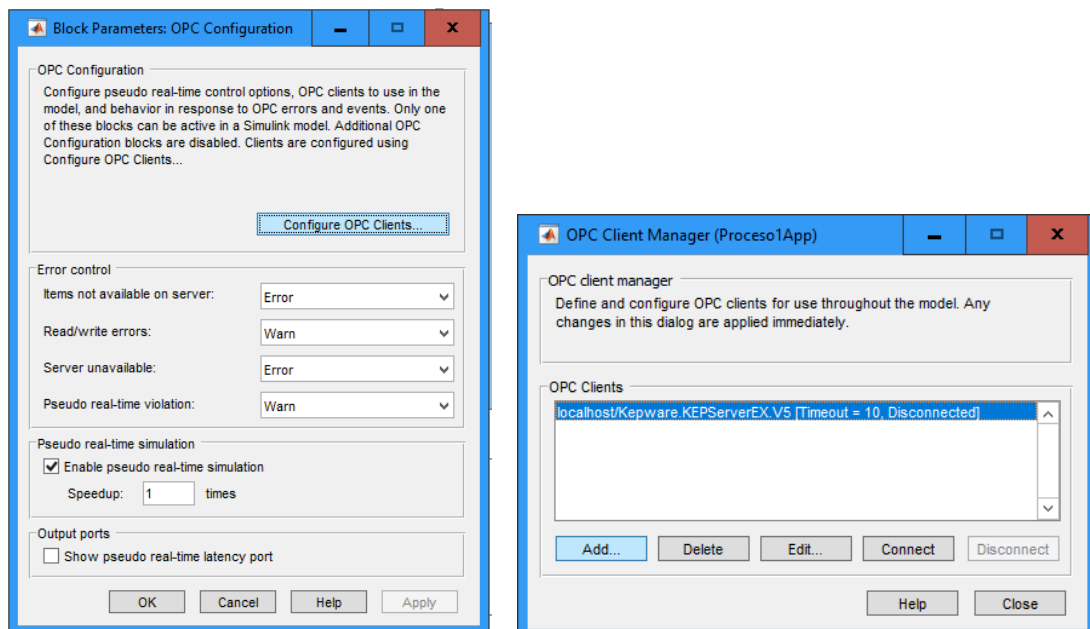 Block Parameters: OPC Configuration
OPC Configuration
Configure pseudo real-time control options, OPC clients to use in the
model, and behavior in response to OPC errors and events. Only one
of these blocks can be active in a Simulink model. Additional OPC
Configuration blocks are disabled. Clients are configured using
Configure OPC Clients...
Configure OPC Clients...
Error control
Items not available on server: Error
Read/write errors: Warn
Server unavailable: Error
Pseudo real-time violation: Warn
Pseudo real-time simulation
Enable pseudo real-time simulation
Speedup: 1 times
Output ports
Show pseudo real-time latency port
OK Cancel Help Apply
OPC Client Manager (Proceso1App)
OPC client manager
Define and configure OPC clients for use throughout the model. Any
changes in this dialog are applied immediately.
OPC Clients
localhost/Kepware.KEPServerEX.V5 [Timeout = 10, Disconnected]
Add... Delete Edit... Connect Disconnect
Help Close